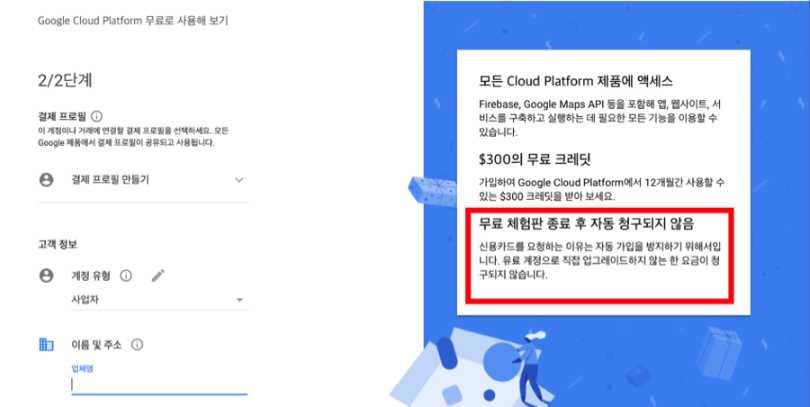 Google Cloud Platform 무료로 사용해 보기
2/2단계
결제 프로필
이 계정이나 거래에 연결할 결제 프로필을 선택하세요. 모든
Google 제품에서 결제 프로필이 공유되고 사용됩니다.
결제 프로필 만들기
고객 정보
계정 유형
사업자
이름 및 주소
업체명
모든 Cloud Platform 제품에 액세스
Firebase, Google Maps API 등을 포함해 앱, 웹사이트, 서
비스를 구축하고 실행하는 데 필요한 모든 기능을 이용할 수
있습니다.
$300의 무료 크레딧
가입하여 Google Cloud Platform에서 12개월간 사용할 수
있는 $300 크레딧을 받아 보세요.
무료 체험판 종료 후 자동 청구되지 않음
신용카드를 요청하는 이유는 자동 가입을 방지하기 위해서입
니다. 유료 계정으로 직접 업그레이드하지 않는 한 요금이 청
구되지 않습니다.